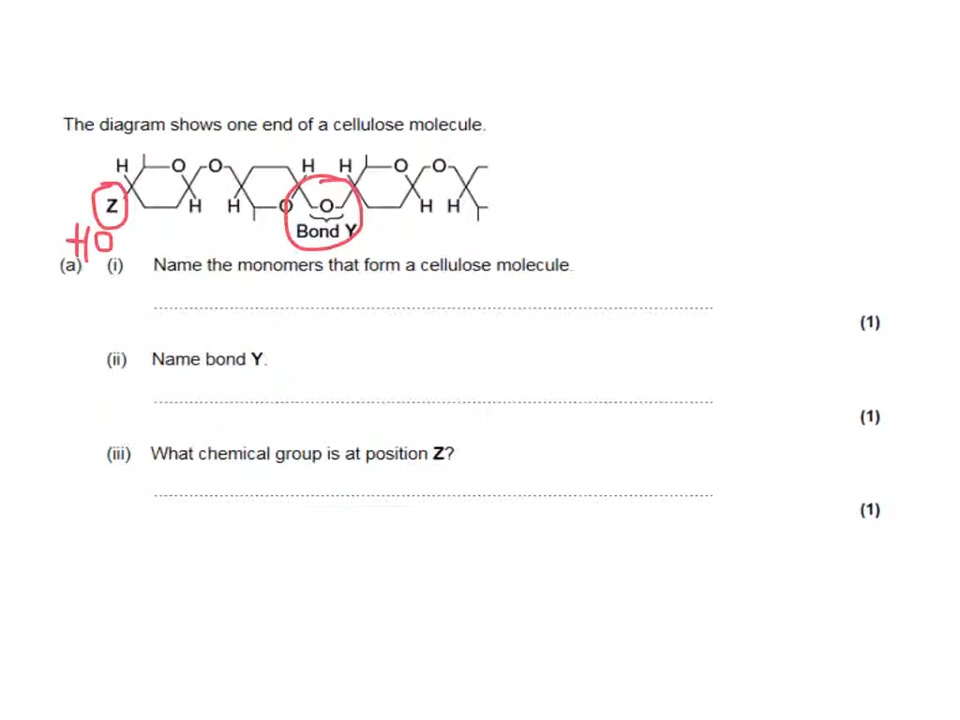 The diagram shows one end of a cellulose molecule.
H O O H H O O
Z H H O O H H
Bond Y
HO
(a) (i) Name the monomers that form a cellulose molecule.
(1)
(ii) Name bond Y.
(1)
(iii) What chemical group is at position Z?
(1)